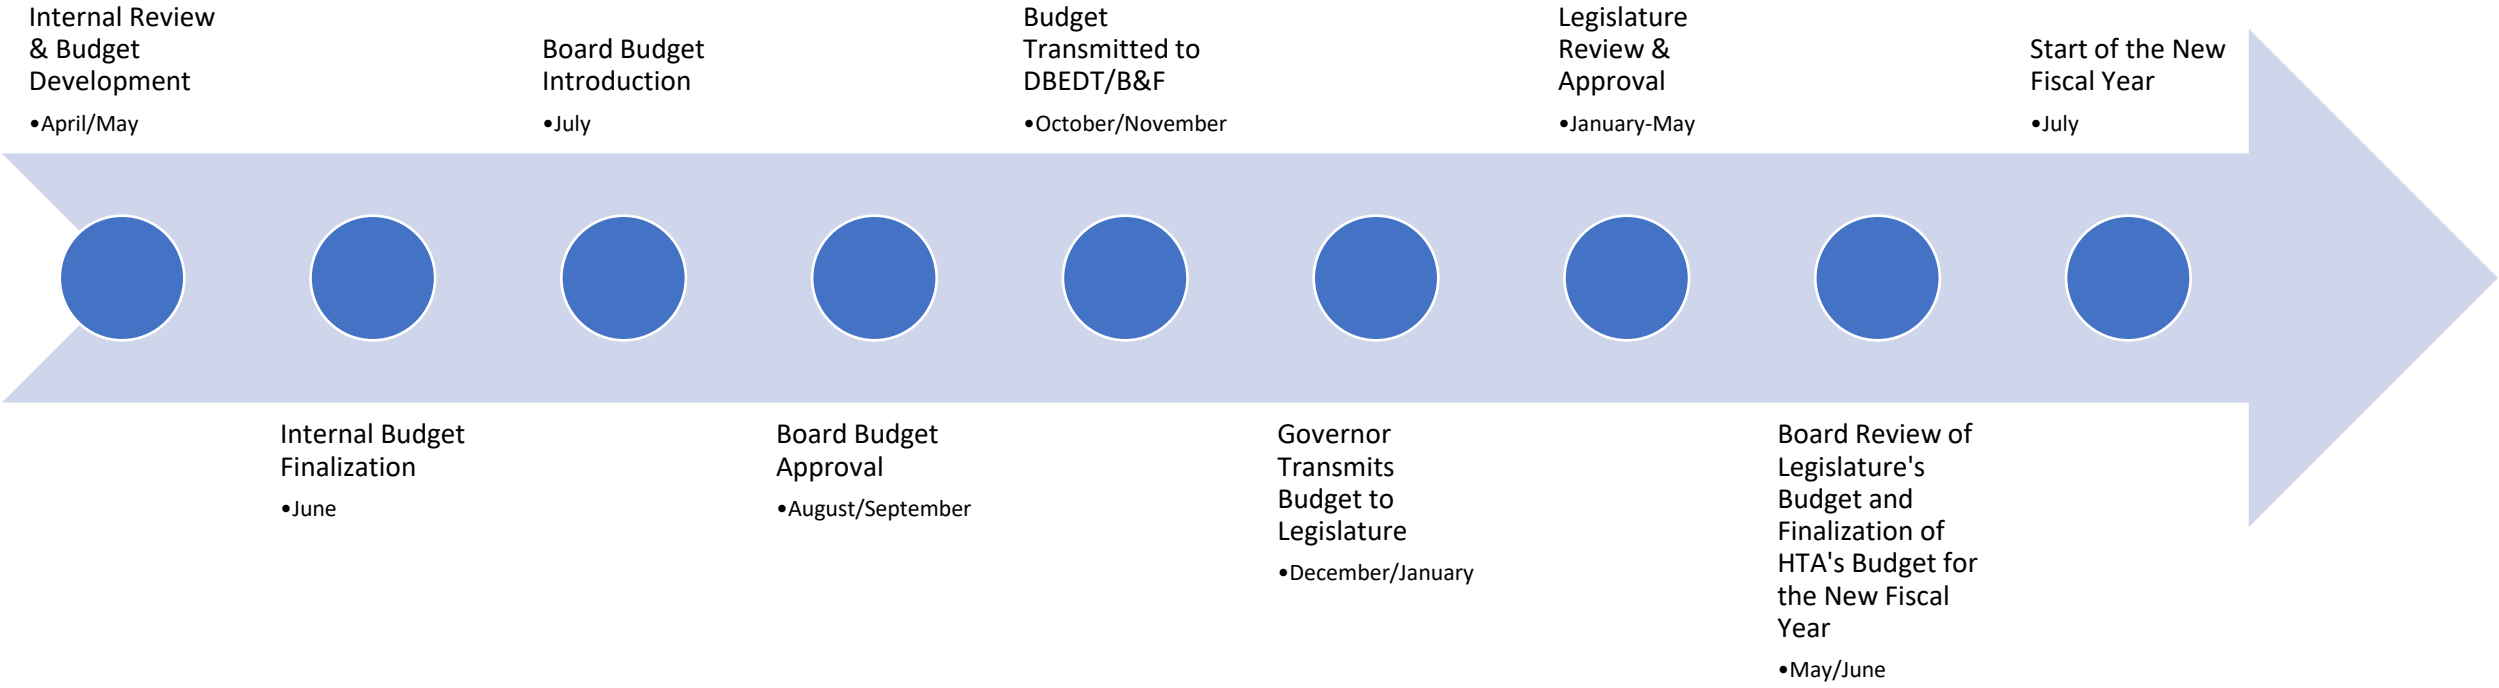 Internal Review
& Budget
Development
•April/May
Internal Budget
Finalization
•June
Board Budget
Introduction
•July
Board Budget
Approval
•August/September
Budget
Transmitted to
DBEDT/B&F
•October/November
Governor
Transmits
Budget to
Legislature
•December/January
Legislature
Review &
Approval
•January-May
Board Review of
Legislature's
Budget and
Finalization of
HTA's Budget for
the New Fiscal
Year
•May/June
Start of the New
Fiscal Year
•July